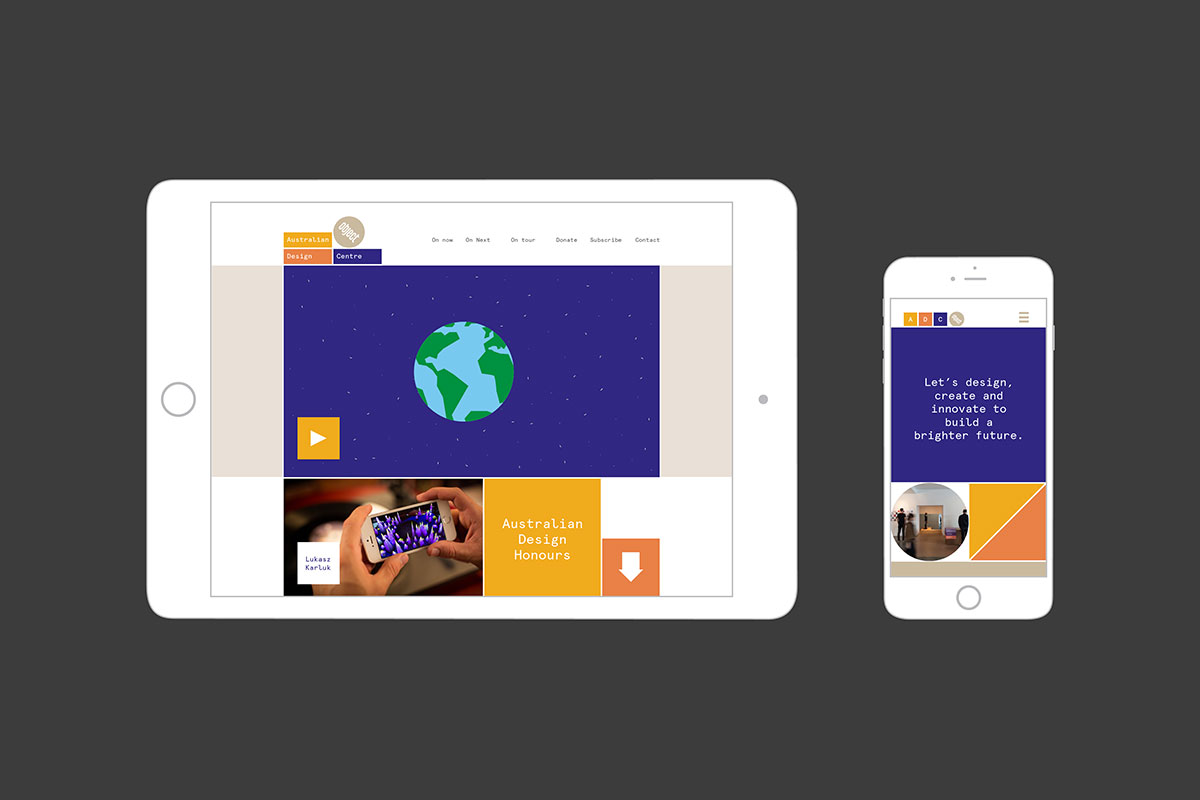 Australian
object
Design
Centre
On now On Next On tour Donate Subscribe Contact
Lukasz
Karluk
Australian
Design
Honours
A D C object
Let's design,
create and
innovate to
build a
brighter future.